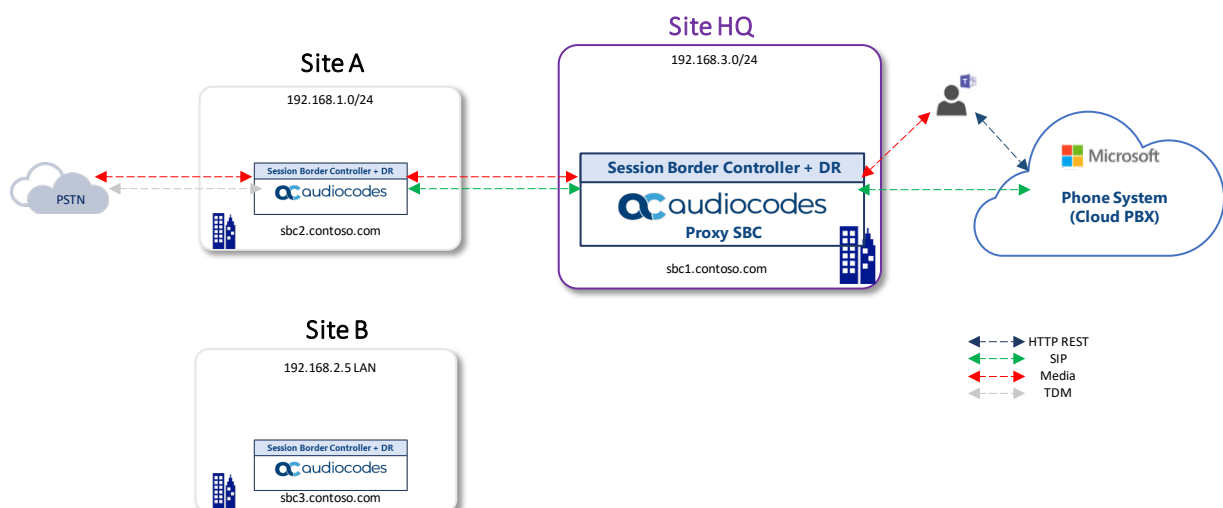 Site HQ
192.168.3.0/24
Site A
192.168.1.0/24
Session Border Controller + DR
audiocodes
sbc2.contoso.com
PSTN
Session Border Controller + DR
audiocodes
Proxy SBC
sbc1.contoso.com
Microsoft
Phone System
(Cloud PBX)
Site B
192.168.2.5 LAN
Session Border Controller + DR
audiocodes
sbc3.contoso.com
HTTP REST
SIP
Media
TDM